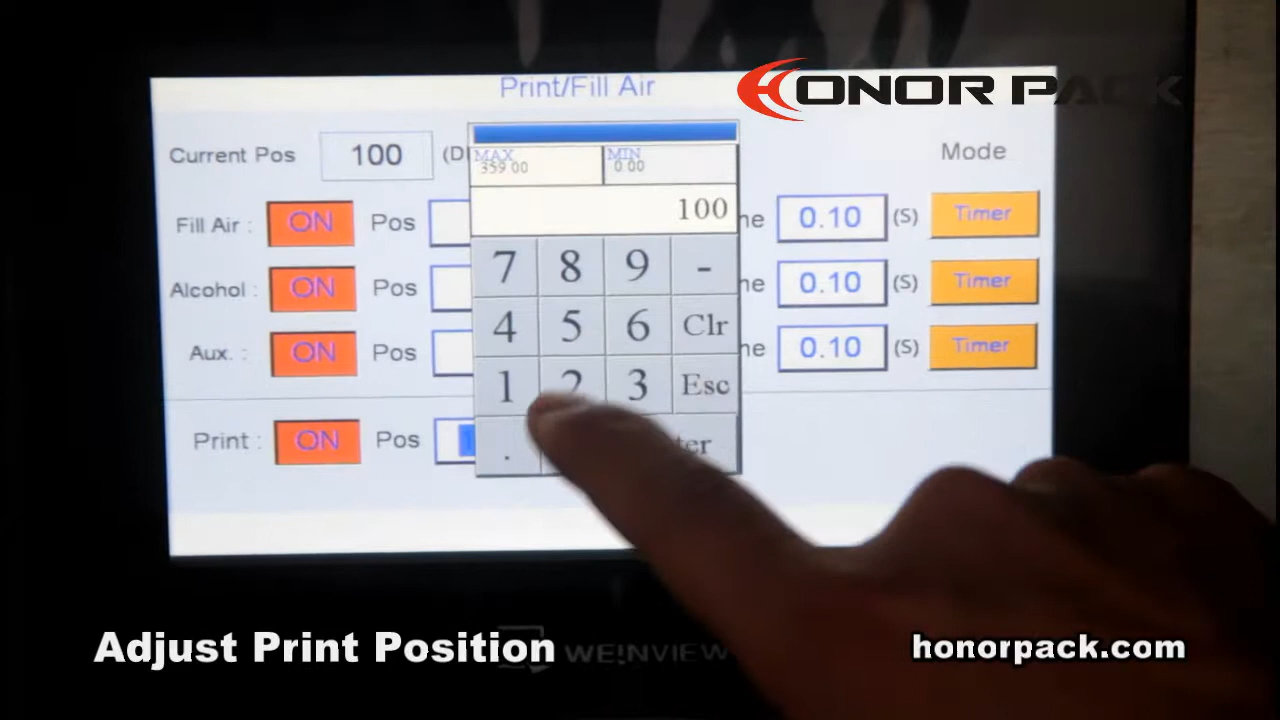 Print/Fill Air
HONOR PACK
Current Pos 100 (D
Mode
MAX 359.00
MIN 0.00
100
Fill Air : ON Pos
0.10 (S) Timer
Alcohol : ON Pos
0.10 (S) Timer
Aux. : ON Pos
0.10 (S) Timer
Print : ON Pos
7 8 9 -
4 5 6 Clr
1 2 3 Esc
.
Adjust Print Position
WEINVIEW
honorpack.com